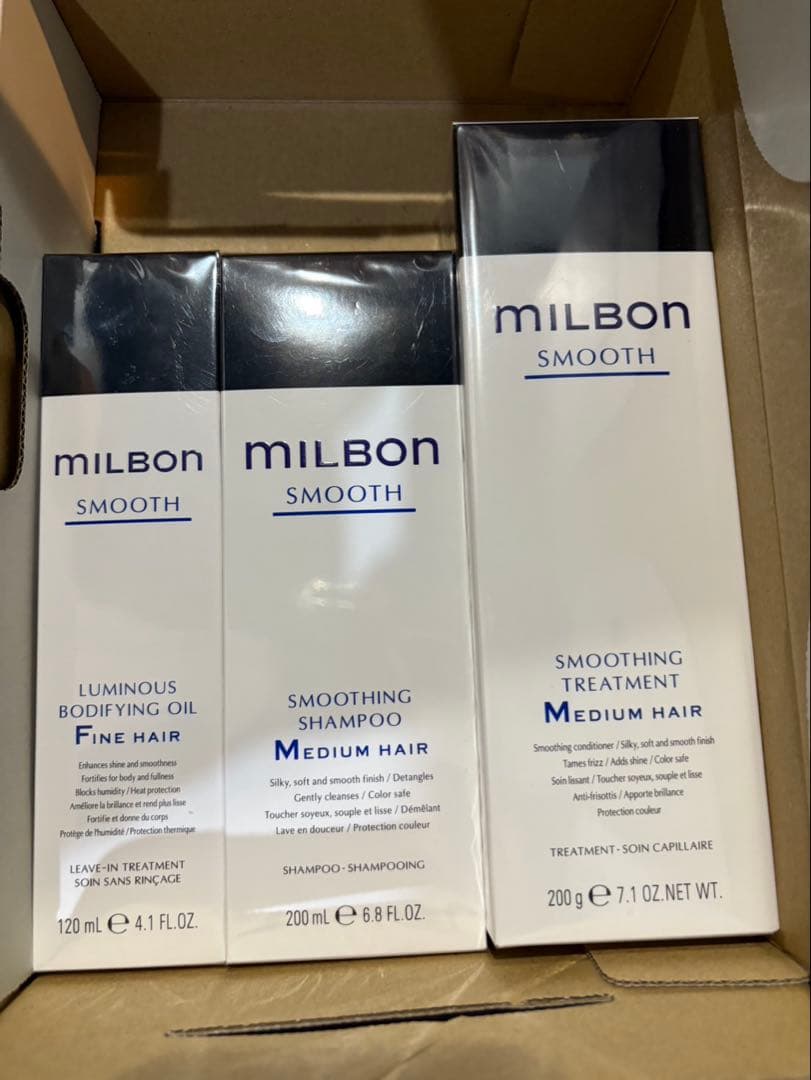 MILBON
SMOOTH
LUMINOUS
BODIFYING OIL
FINE HAIR
Enhances shine and smoothness
Fortifies for body and fullness
Blocks humidity / Heat protection
Améliore la brillance et rend plus lisse
Fortifie et donne du corps
Protège de l'humidité / Protection thermique
LEAVE-IN TREATMENT
SOIN SANS RINÇAGE
120 mL e 4.1 FL.OZ.
MILBON
SMOOTH
SMOOTHING
SHAMPOO
MEDIUM HAIR
Silky, soft and smooth finish / Detangles
Gently cleanses / Color safe
Toucher soyeux, souple et lisse / Démêlant
Lave en douceur / Protection couleur
SHAMPOO - SHAMPOOING
200 mL e 6.8 FL.OZ.
MILBON
SMOOTH
SMOOTHING
TREATMENT
MEDIUM HAIR
Smoothing conditioner / Silky, soft and smooth finish
Tames frizz / Adds shine / Color safe
Soin lissant / Toucher soyeux, souple et lisse
Anti-frisottis / Apporte brillance
Protection couleur
TREATMENT - SOIN CAPILLAIRE
200 g e 7.1 OZ.NET WT.